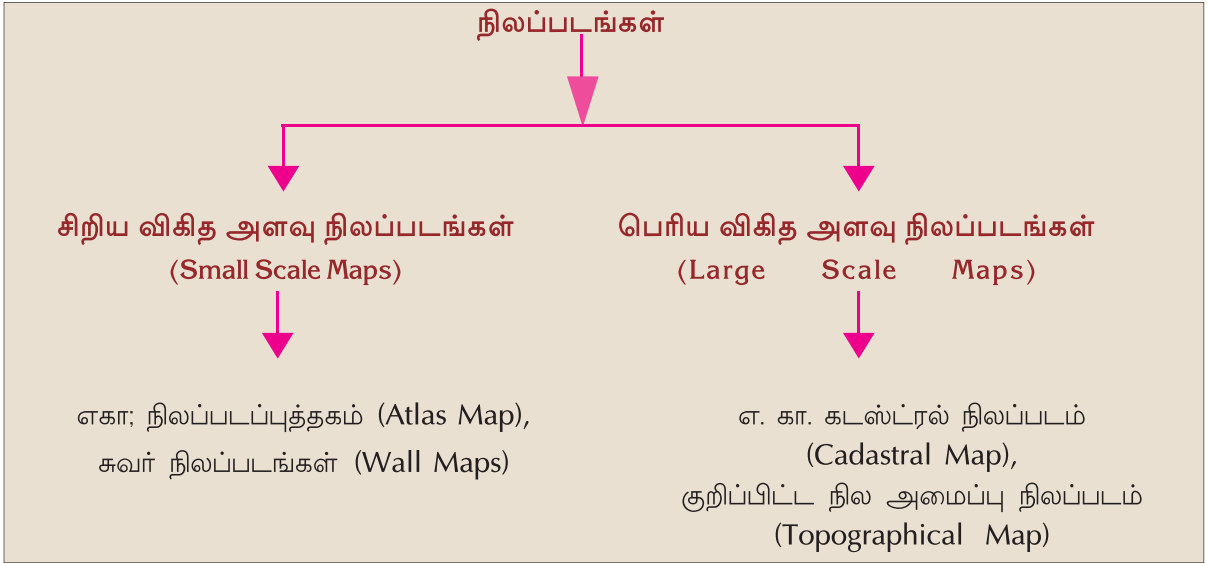 நிலப்படங்கள்
சிறிய விகித அளவு நிலப்படங்கள்
(Small Scale Maps)
பெரிய விகித அளவு நிலப்படங்கள்
(Large Scale Maps)
எகா; நிலப்படப்புத்தகம் (Atlas Map),
சுவர் நிலப்படங்கள் (Wall Maps)
எ. கா. கடஸ்ட்ரல் நிலப்படம்
(Cadastral Map),
குறிப்பிட்ட நில அமைப்பு நிலப்படம்
(Topographical Map)